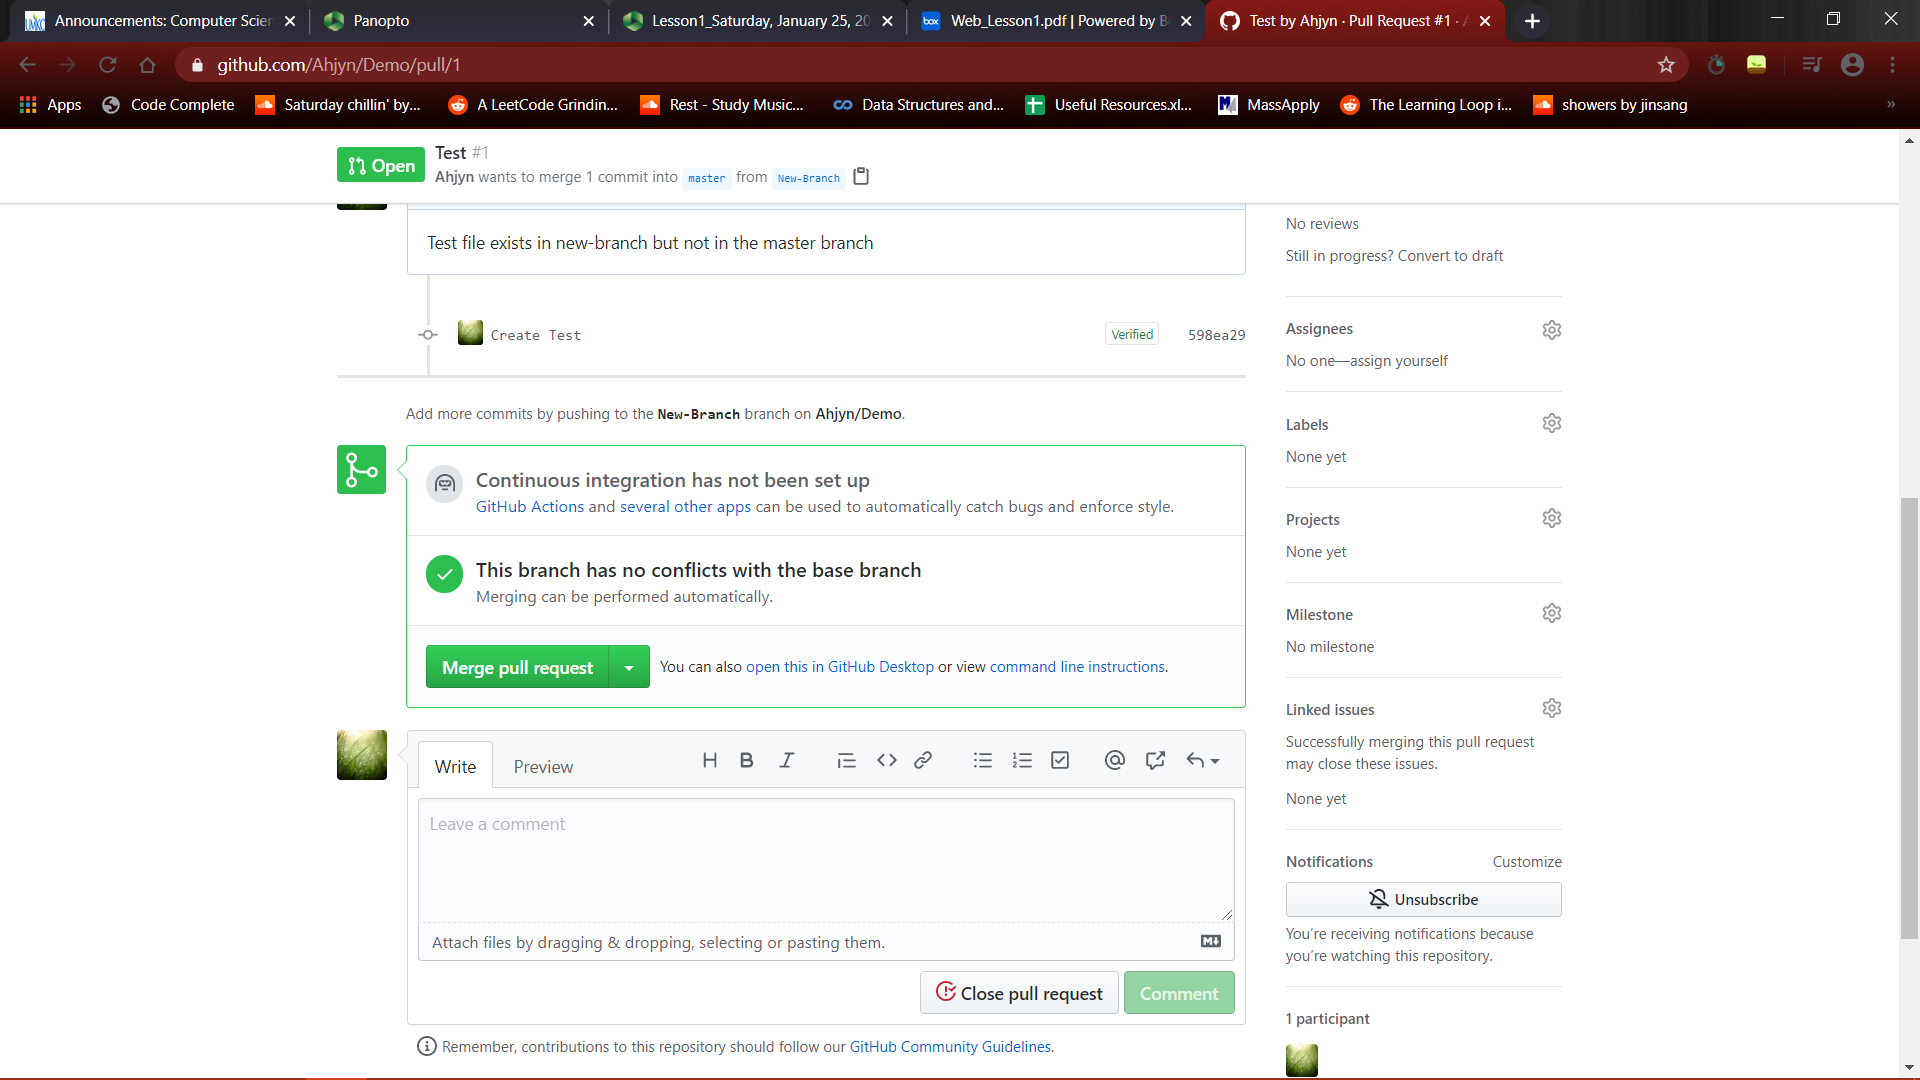 Announcements: Computer Scien
Panopto
Lesson1_Saturday, January 25, 20
Web_Lesson1.pdf | Powered by B
Test by Ahjyn · Pull Request #1 ·
github.com/Ahjyn/Demo/pull/1
Apps
Code Complete
Saturday chillin' by...
A LeetCode Grindin...
Rest - Study Music...
Data Structures and...
Useful Resources.xl...
MassApply
The Learning Loop i...
showers by jinsang
»
Open
Test #1
Ahjyn wants to merge 1 commit into master from New-Branch
Test file exists in new-branch but not in the master branch
Create Test
Verified
598ea29
Add more commits by pushing to the New-Branch branch on Ahjyn/Demo.
Continuous integration has not been set up
GitHub Actions and several other apps can be used to automatically catch bugs and enforce style.
This branch has no conflicts with the base branch
Merging can be performed automatically.
Merge pull request
You can also open this in GitHub Desktop or view command line instructions.
Write
Preview
Leave a comment
Attach files by dragging & dropping, selecting or pasting them.
Close pull request
Comment
Remember, contributions to this repository should follow our GitHub Community Guidelines.
No reviews
Still in progress? Convert to draft
Assignees
No one—assign yourself
Labels
None yet
Projects
None yet
Milestone
No milestone
Linked issues
Successfully merging this pull request
may close these issues.
None yet
Notifications
Customize
Unsubscribe
You're receiving notifications because
you're watching this repository.
1 participant